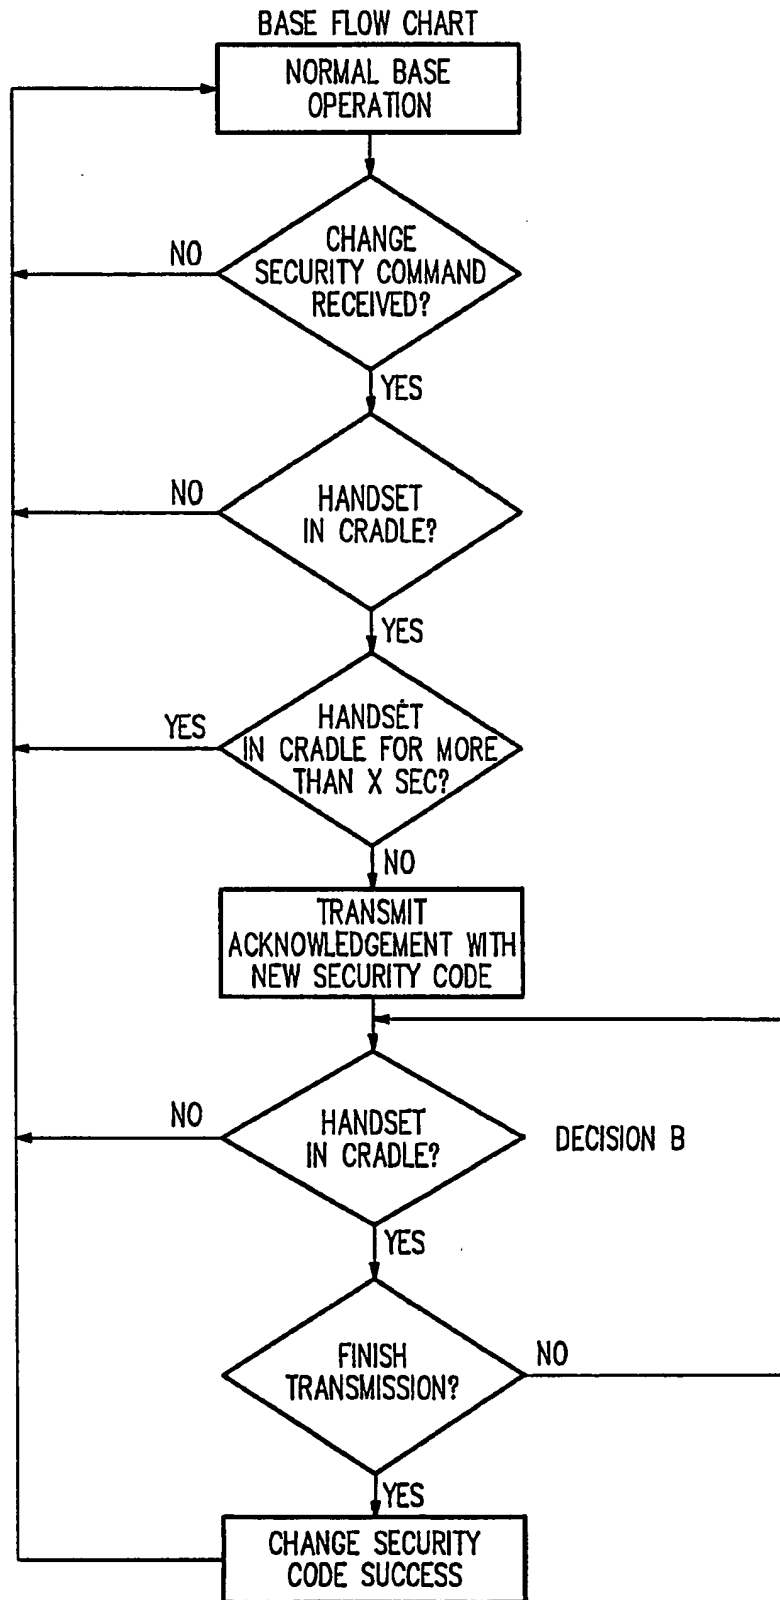 BASE FLOW CHART
NORMAL BASE
OPERATION
CHANGE
SECURITY COMMAND
RECEIVED?
NO
YES
HANDSET
IN CRADLE?
NO
YES
HANDSET
IN CRADLE FOR MORE
THAN X SEC?
YES
NO
TRANSMIT
ACKNOWLEDGEMENT WITH
NEW SECURITY CODE
HANDSET
IN CRADLE?
NO
DECISION B
YES
FINISH
TRANSMISSION?
NO
YES
CHANGE SECURITY
CODE SUCCESS